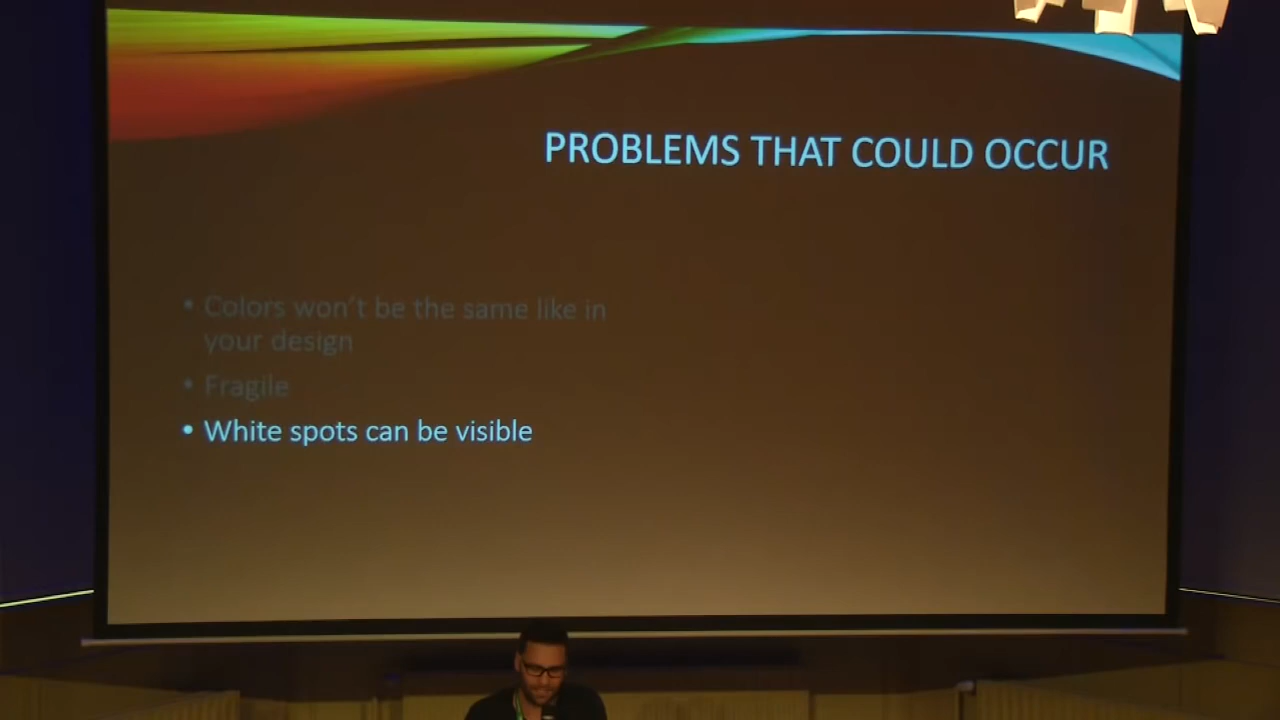 PROBLEMS THAT COULD OCCUR
• Colors won't be the same like in
your design
• Fragile
• White spots can be visible